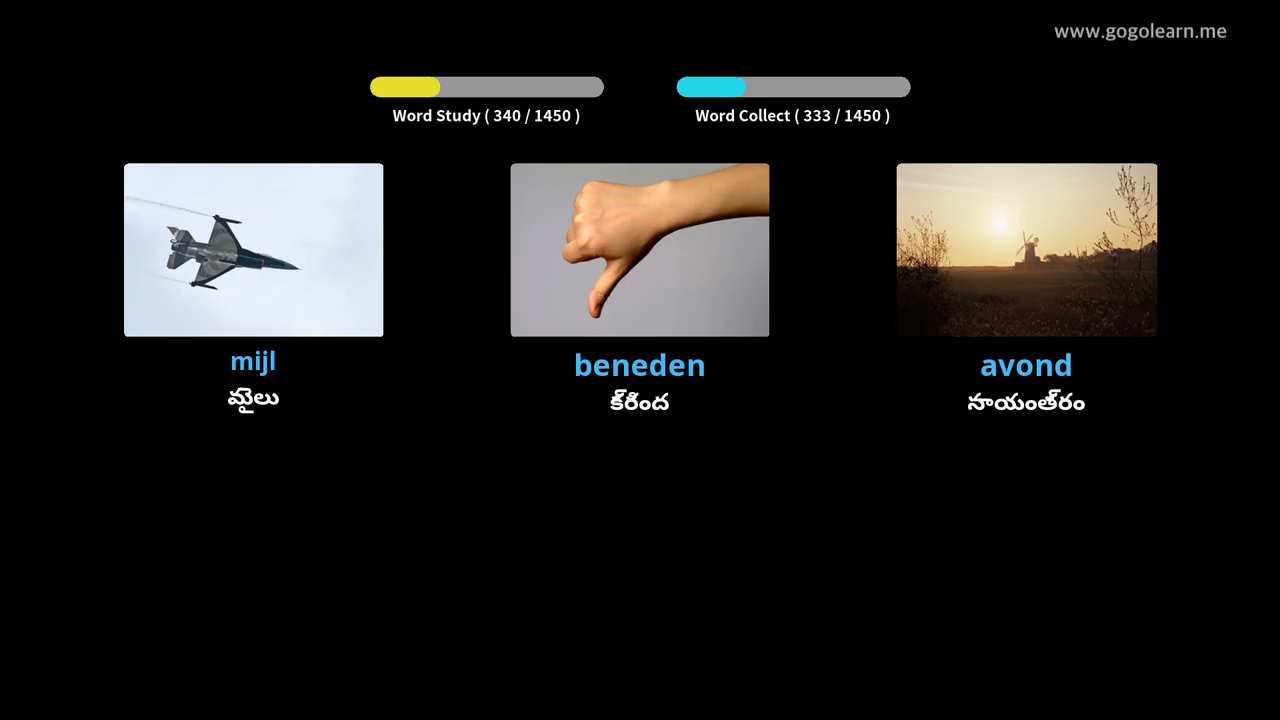 www.gogolearn.me
Word Study ( 340 / 1450 )
Word Collect ( 333 / 1450 )
mijl
beneden
avond
మైలు
క్రింద
సాయంత్రం